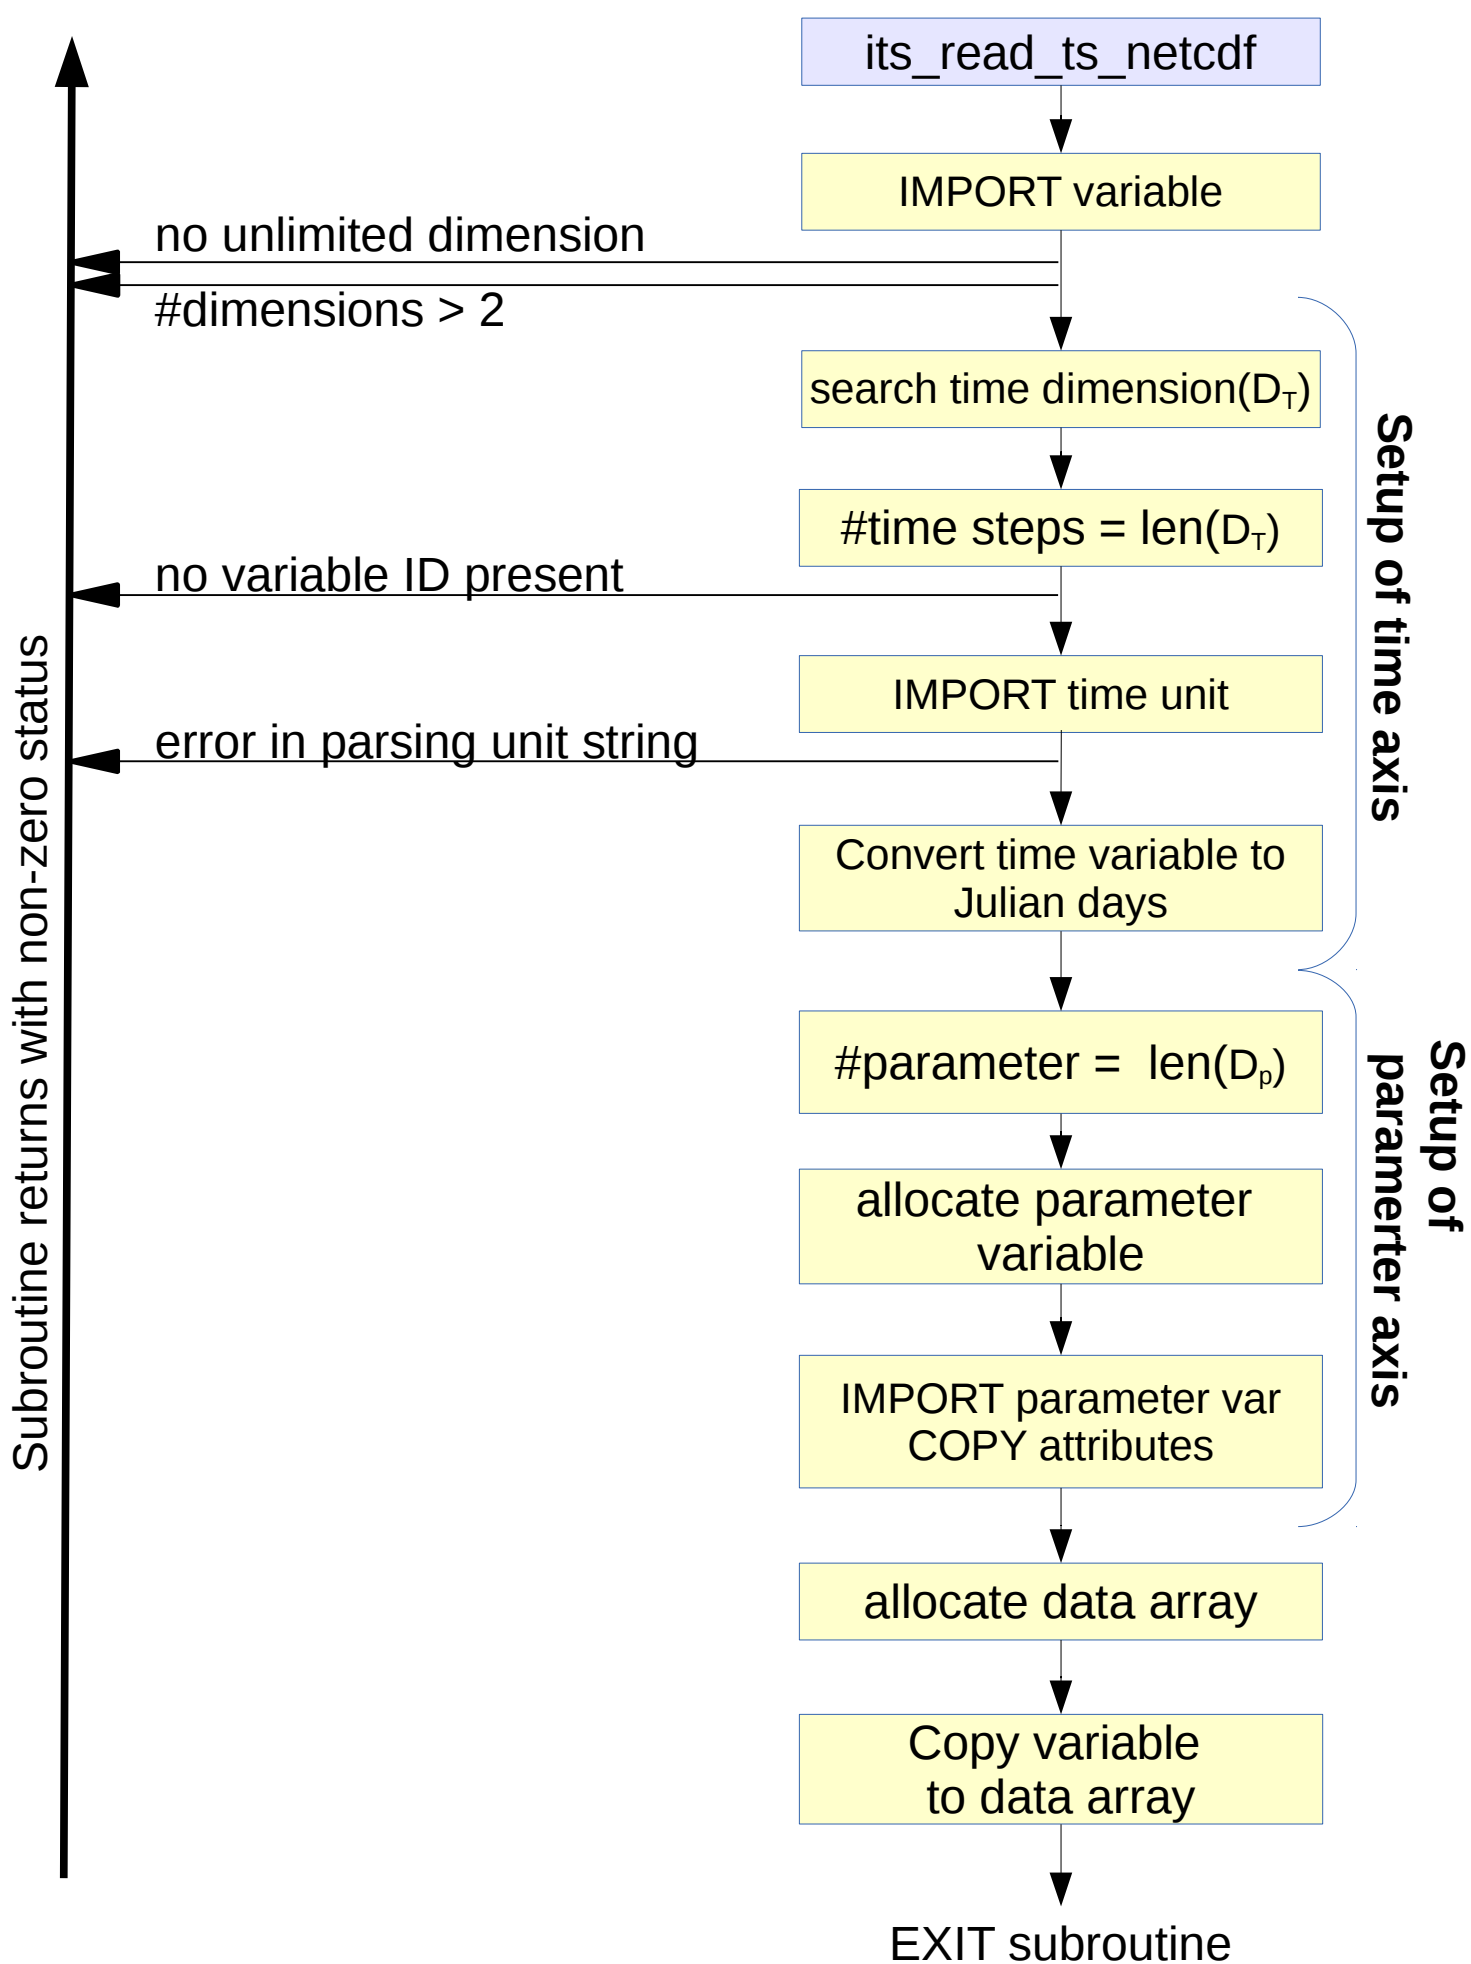 its_read_ts_netcdf
IMPORT variable
no unlimited dimension
#dimensions > 2
search time dimension(D_T)
#time steps = len(D_T)
no variable ID present
IMPORT time unit
error in parsing unit string
Convert time variable to
Julian days
Setup of time axis
#parameter =  len(D_p)
allocate parameter
variable
IMPORT parameter var
COPY attributes
Setup of
paramerter axis
allocate data array
Copy variable
to data array
EXIT subroutine
Subroutine returns with non-zero status